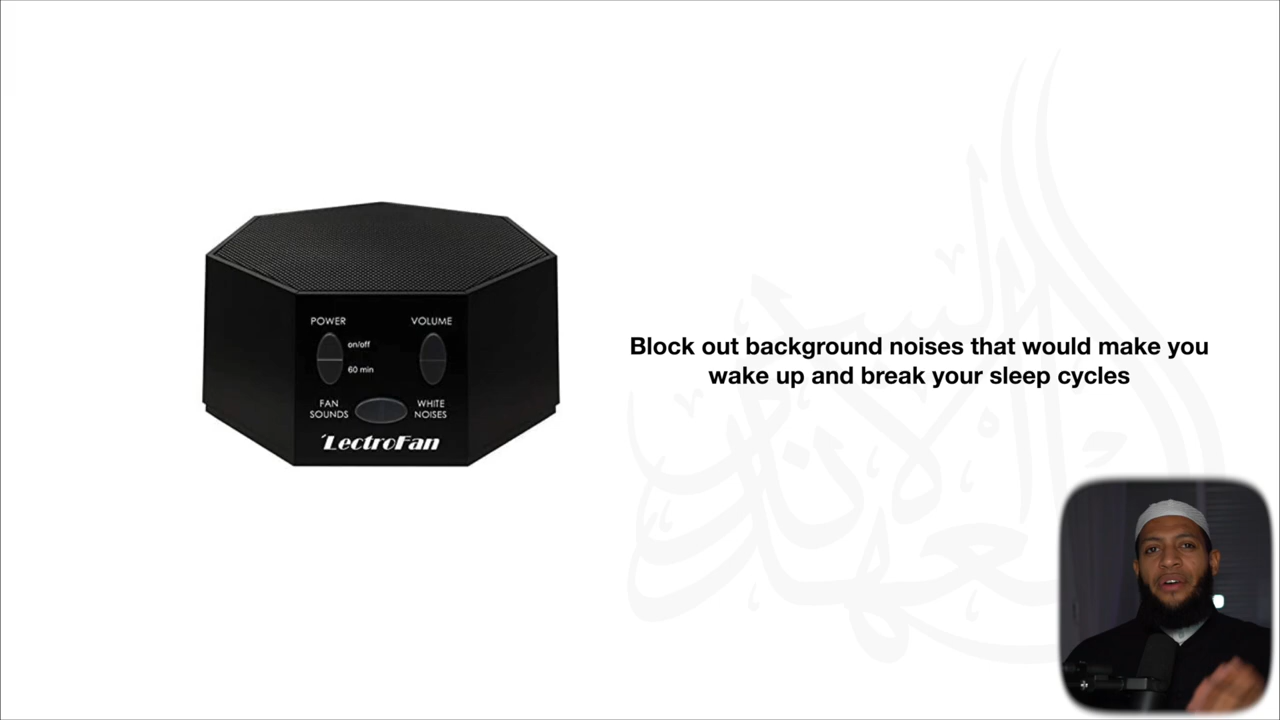 POWER
VOLUME
on/off
60 min
FAN
SOUNDS
WHITE
NOISES
LectroFan
Block out background noises that would make you
wake up and break your sleep cycles